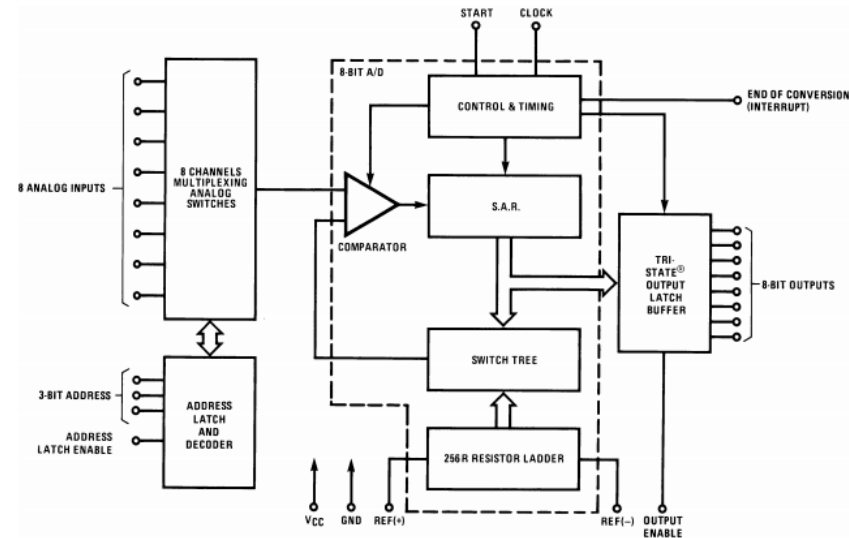 START
CLOCK
8-BIT A/D
CONTROL & TIMING
END OF CONVERSION
(INTERRUPT)
8 ANALOG INPUTS
8 CHANNELS
MULTIPLEXING
ANALOG
SWITCHES
S.A.R.
COMPARATOR
TRI-
STATE®
OUTPUT
LATCH
BUFFER
8-BIT OUTPUTS
SWITCH TREE
3-BIT ADDRESS
ADDRESS
LATCH ENABLE
ADDRESS
LATCH
AND
DECODER
256R RESISTOR LADDER
VCC
GND
REF(+)
REF(−)
OUTPUT
ENABLE